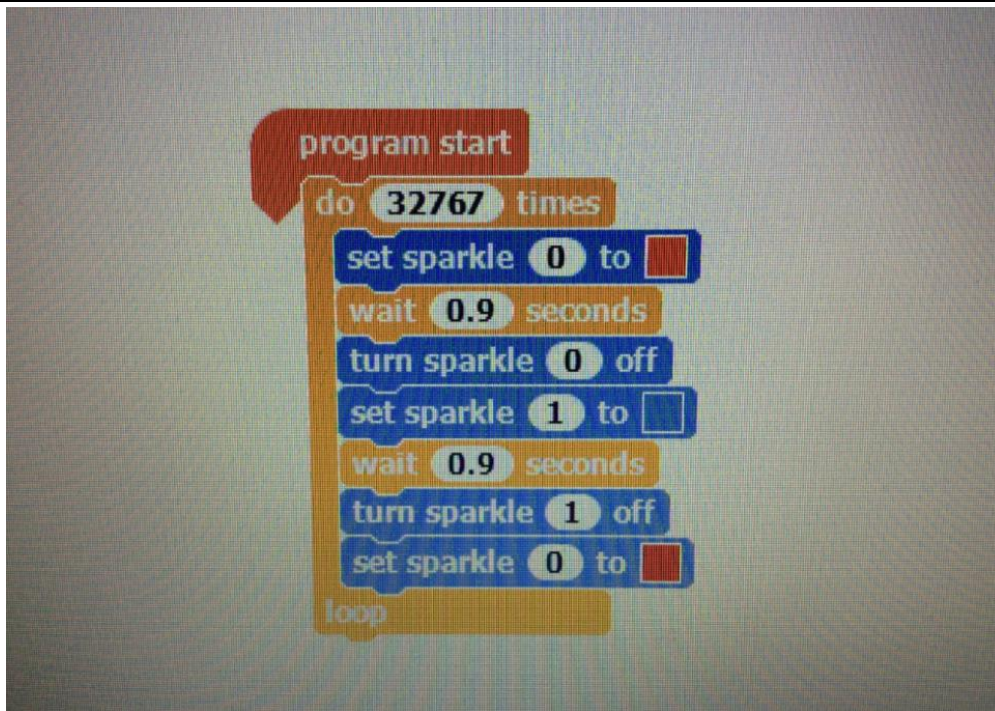 program start
do 32767 times
set sparkle 0 to
wait 0.9 seconds
turn sparkle 0 off
set sparkle 1 to
wait 0.9 seconds
turn sparkle 1 off
set sparkle 0 to
loop